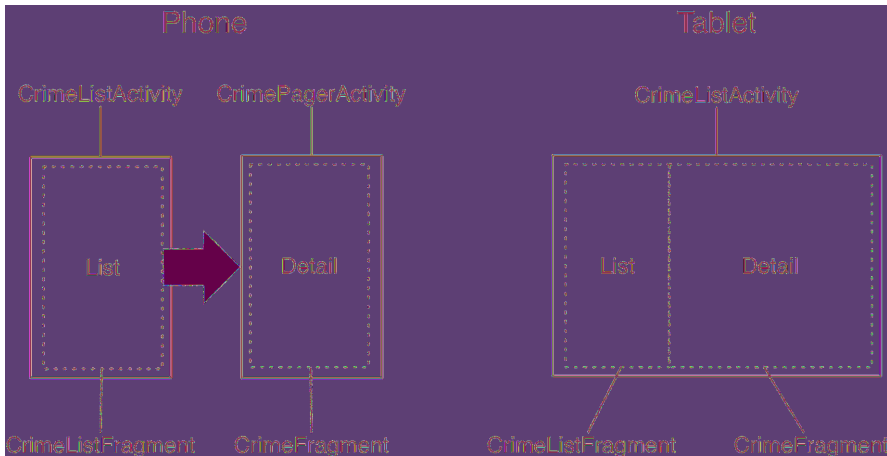 Phone
Tablet
CrimeListActivity
CrimePagerActivity
CrimeListActivity
List
Detail
List
Detail
CrimeListFragment
CrimeFragment
CrimeListFragment
CrimeFragment